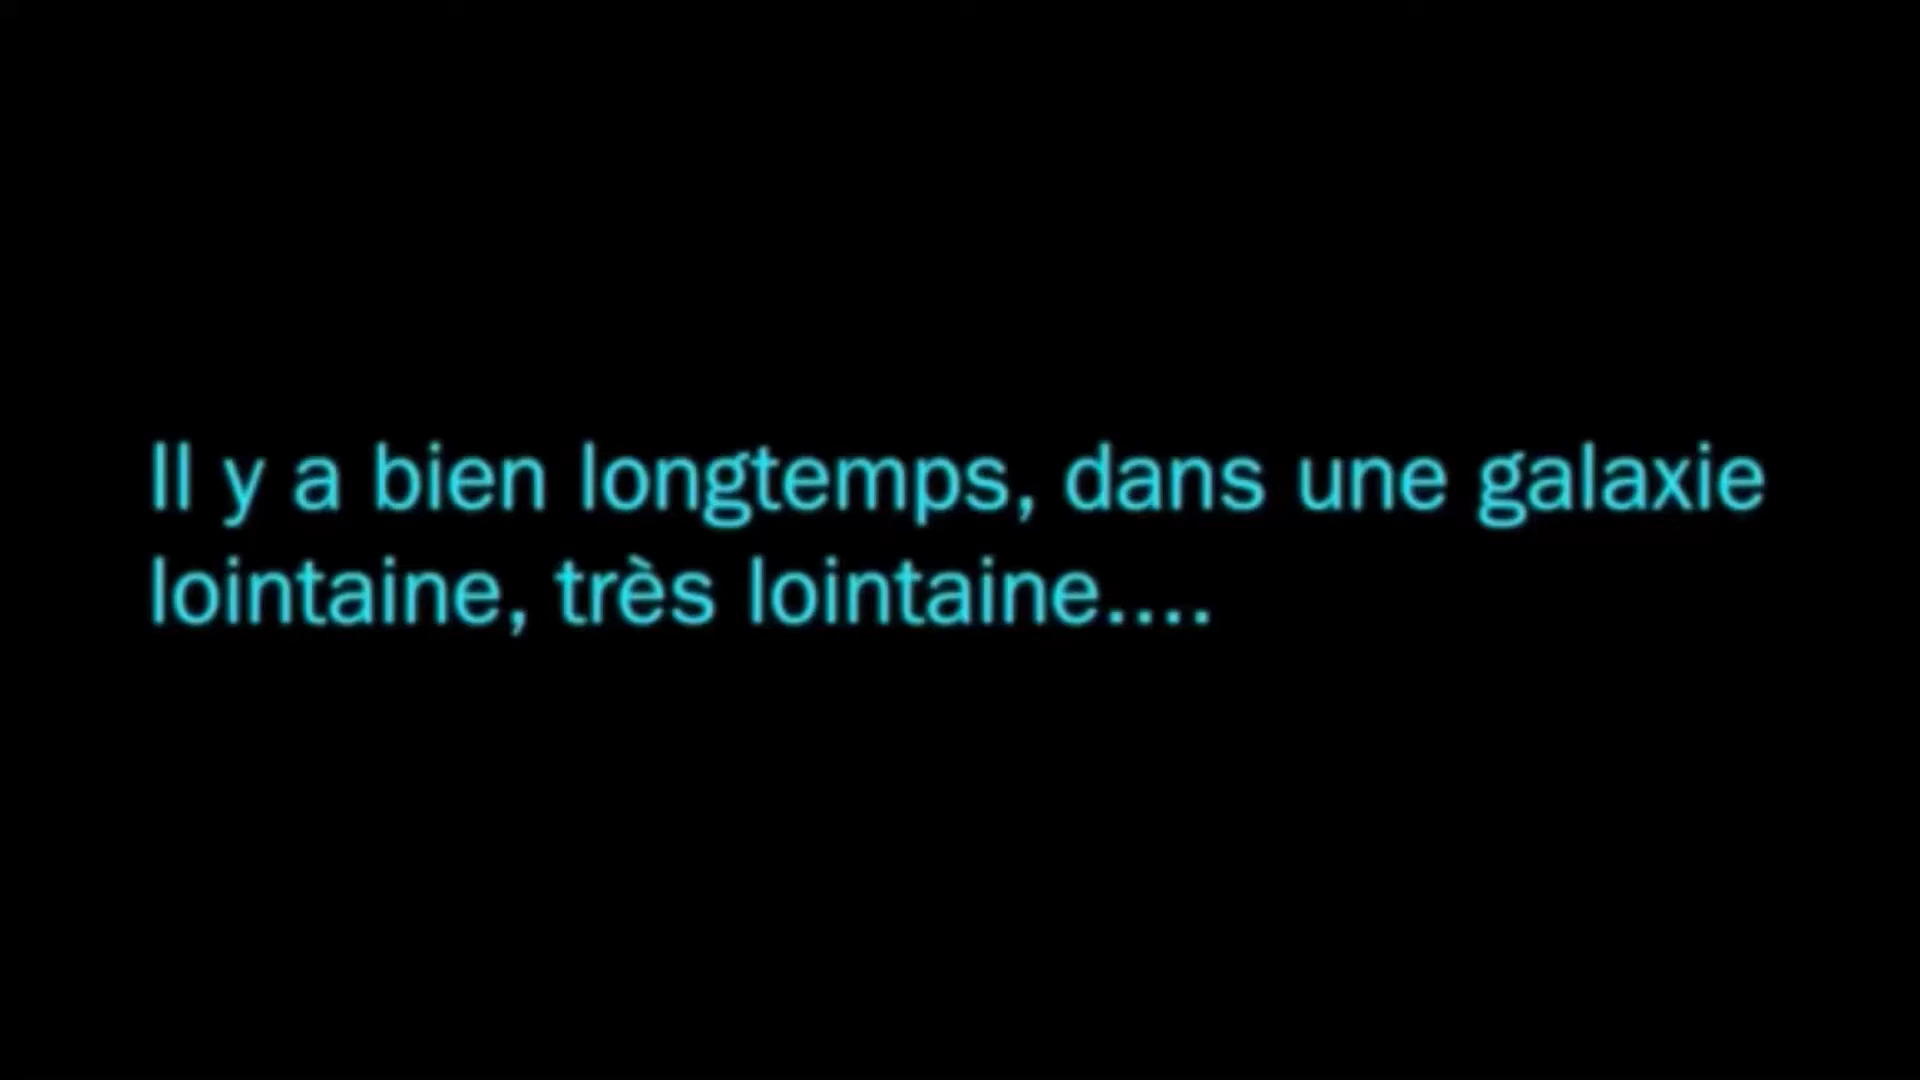 Il y a bien longtemps, dans une galaxie
lointaine, très lointaine....